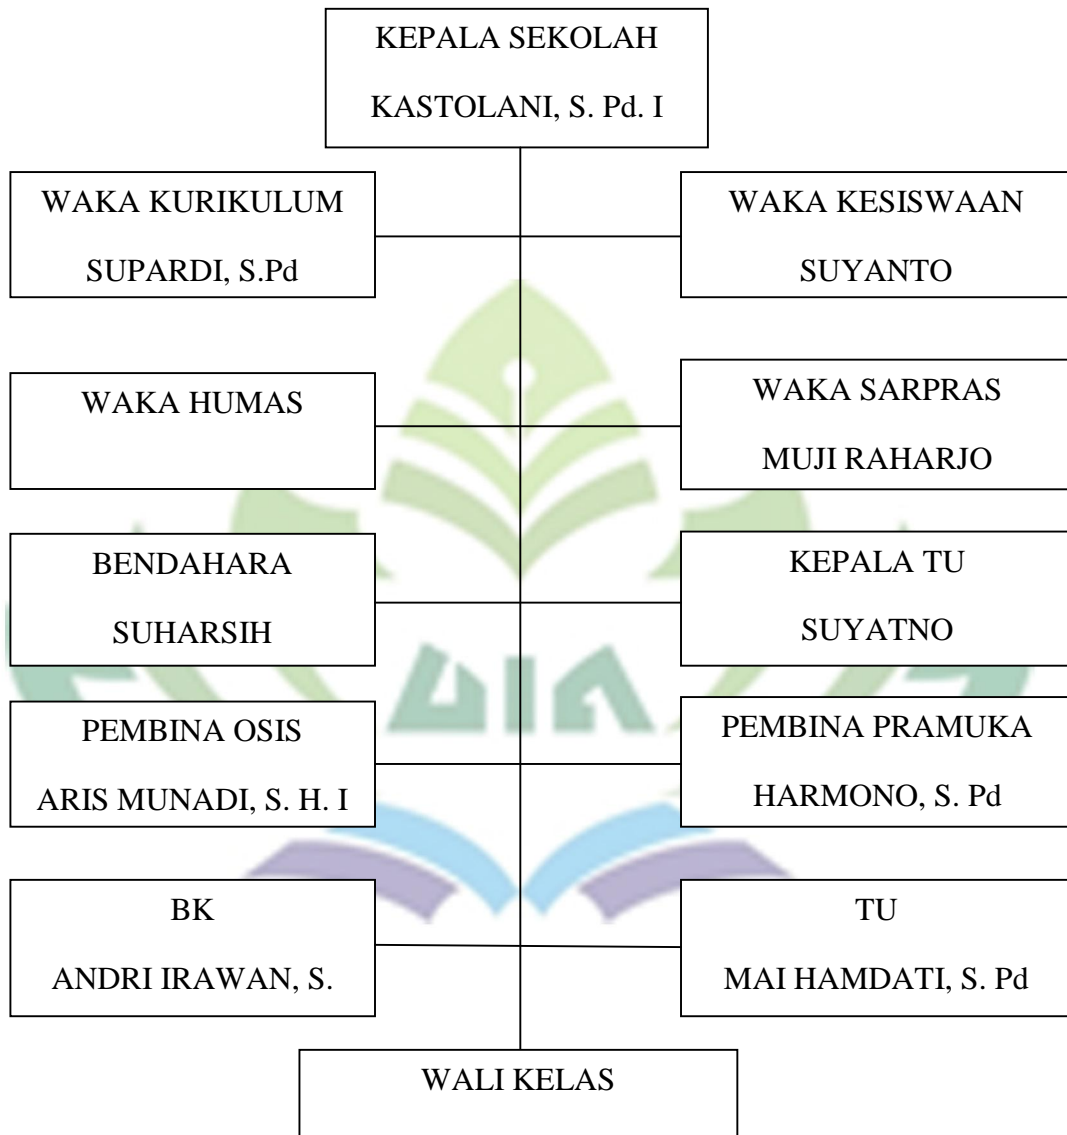 KEPALA SEKOLAH
KASTOLANI, S. Pd. I
WAKA KURIKULUM
SUPARDI, S.Pd
WAKA KESISWAAN
SUYANTO
WAKA HUMAS
WAKA SARPRAS
MUJI RAHARJO
BENDAHARA
SUHARSIH
KEPALA TU
SUYATNO
PEMBINA OSIS
ARIS MUNADI, S. H. I
PEMBINA PRAMUKA
HARMONO, S. Pd
BK
ANDRI IRAWAN, S.
TU
MAI HAMDATI, S. Pd
WALI KELAS